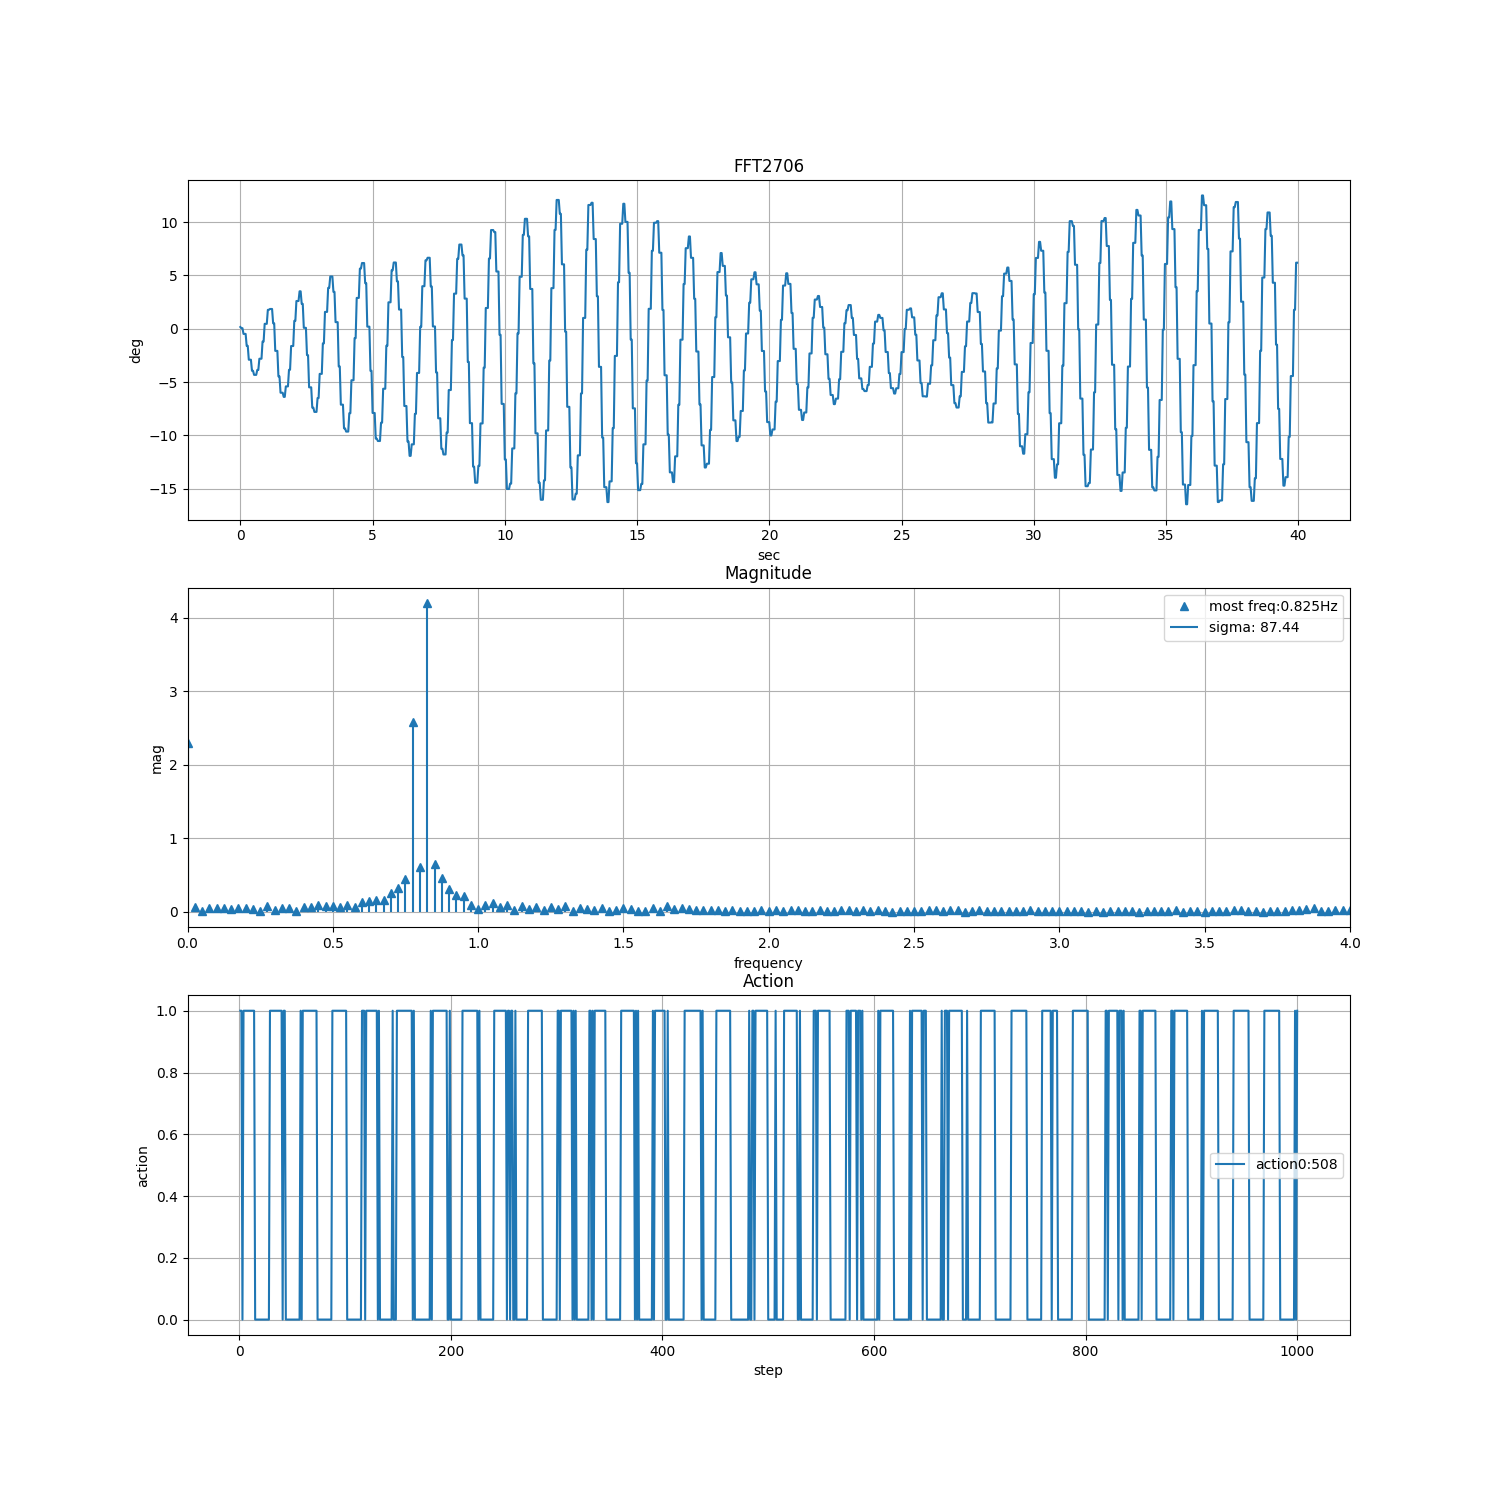 FFT2706
deg
10
5
0
−5
−10
−15
0 5 10 15 20 25 30 35 40
sec
Magnitude
mag
4
3
2
1
0
most freq:0.825Hz
sigma: 87.44
0.0 0.5 1.0 1.5 2.0 2.5 3.0 3.5 4.0
frequency
Action
action
1.0
0.8
0.6
0.4
0.2
0.0
action0:508
0 200 400 600 800 1000
step